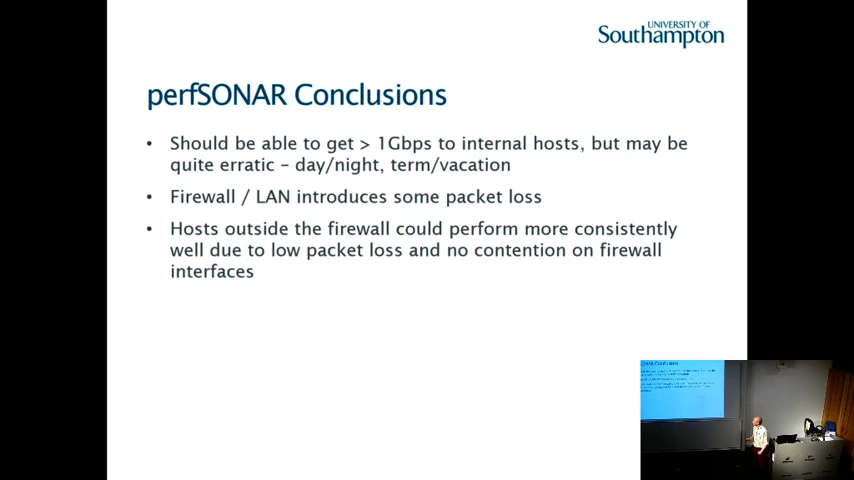 UNIVERSITY OF
Southampton
perfSONAR Conclusions
• Should be able to get > 1Gbps to internal hosts, but may be
quite erratic – day/night, term/vacation
• Firewall / LAN introduces some packet loss
• Hosts outside the firewall could perform more consistently
well due to low packet loss and no contention on firewall
interfaces